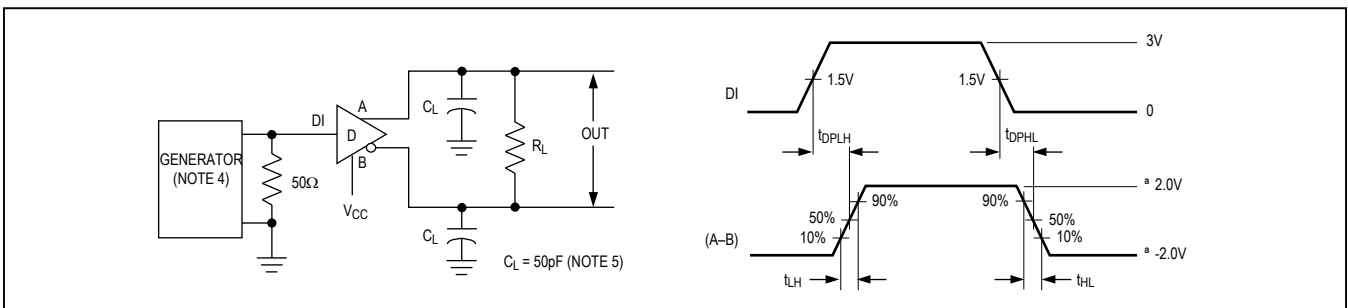 GENERATOR
(NOTE 4)
50Ω
DI
D
A
B
VCC
CL
CL
RL
OUT
CL = 50pF (NOTE 5)
DI
1.5V
1.5V
3V
0
tDPLH
tDPHL
(A–B)
90%
50%
10%
90%
50%
10%
ª 2.0V
ª -2.0V
tLH
tHL